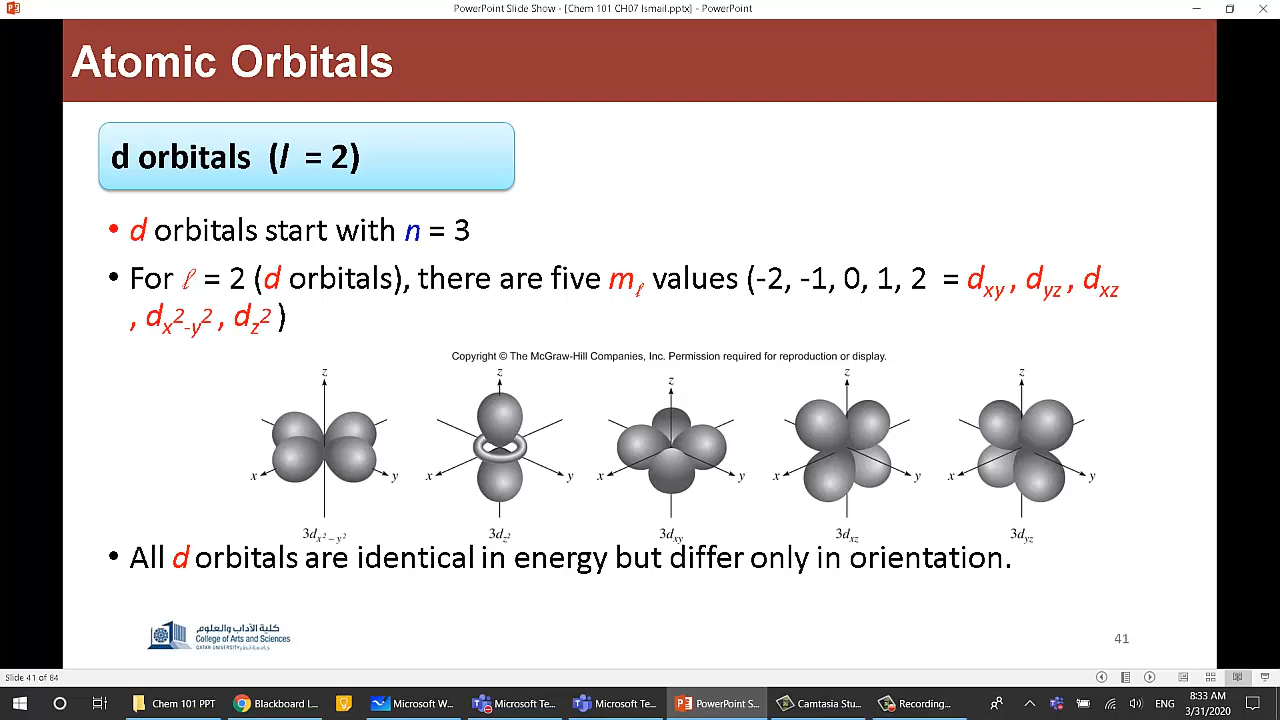 PowerPoint Slide Show - [Chem 101 CH07 Ismail.pptx] - PowerPoint
Atomic Orbitals
d orbitals (l = 2)
• d orbitals start with n = 3
• For ℓ = 2 (d orbitals), there are five mℓ values (-2, -1, 0, 1, 2 = dxy , dyz , dxz
, dx²-y² , dz² )
Copyright © The McGraw-Hill Companies, Inc. Permission required for reproduction or display.
z z z z z
x y x y x y x y x y
3dx² – y² 3dz² 3dxy 3dxz 3dyz
• All d orbitals are identical in energy but differ only in orientation.
كلية الآداب والعلوم
College of Arts and Sciences
QATAR UNIVERSITY جامعة قطر
41
Slide 41 of 84
Chem 101 PPT Blackboard L... Microsoft W... Microsoft Te... Microsoft Te... PowerPoint S... Camtasia Stu... Recording... ENG 8:33 AM
3/31/2020